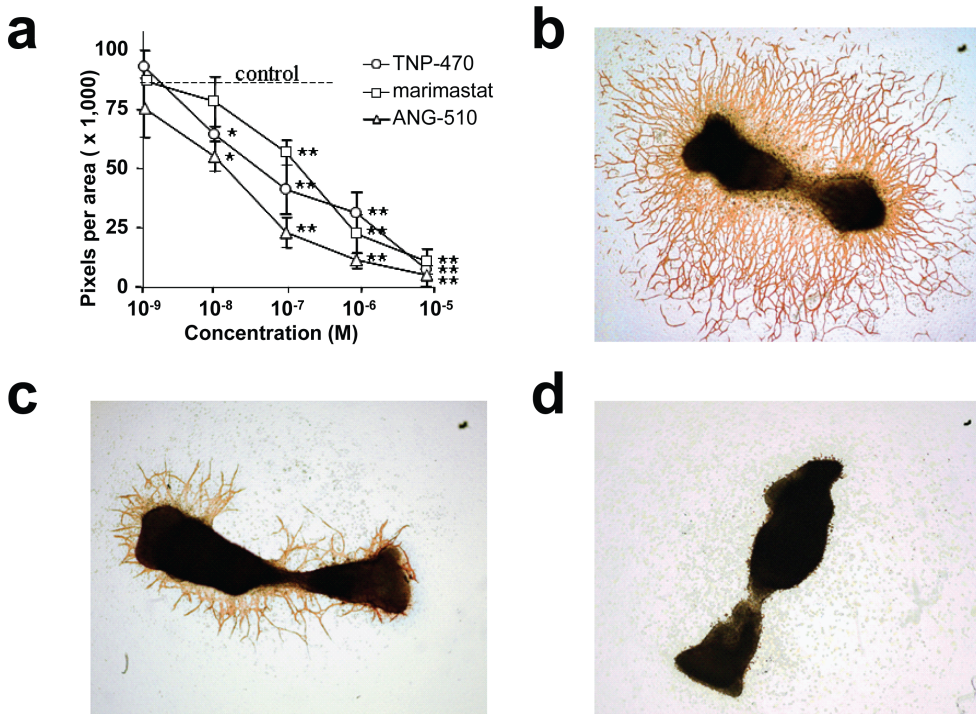 a
b
100
75
50
25
0
Pixels per area ( x 1,000)
control
TNP-470
marimastat
ANG-510
*
*
**
**
**
**
**
**
**
**
**
10-9
10-8
10-7
10-6
10-5
Concentration (M)
c
d